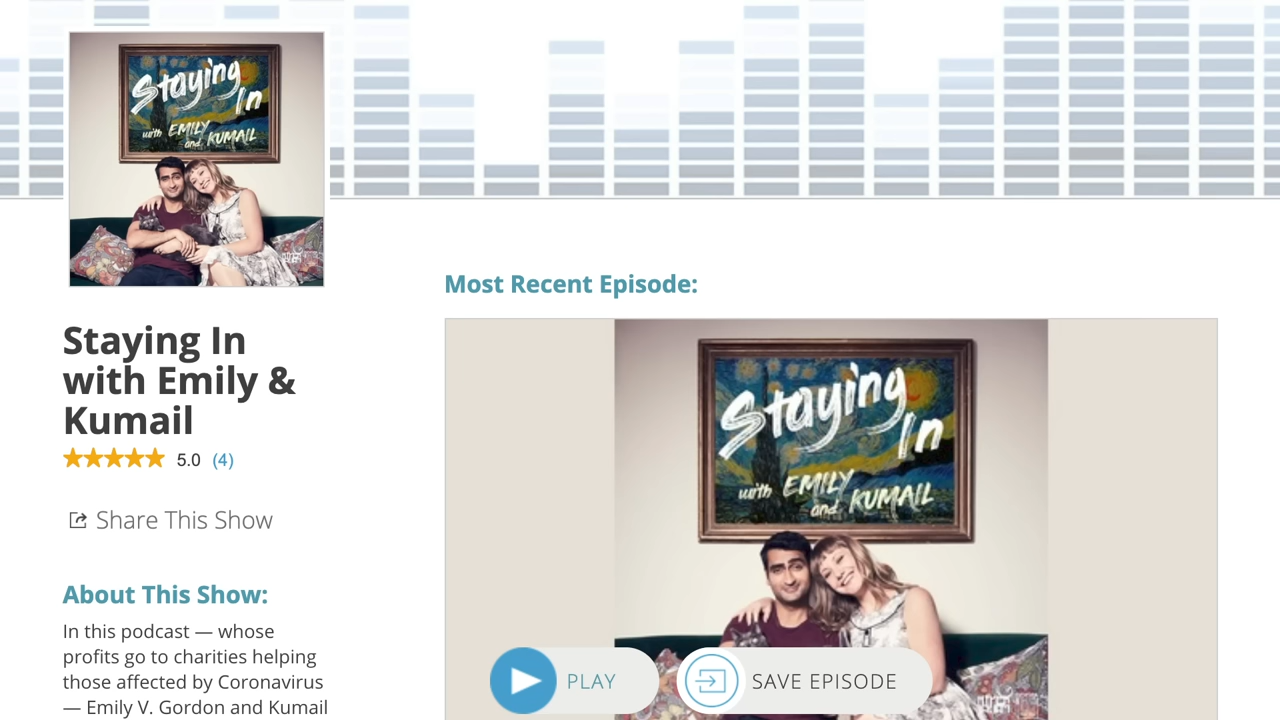 Staying
In
with EMILY
and KUMAIL
Staying In
with Emily &
Kumail
5.0 (4)
Share This Show
About This Show:
In this podcast — whose
profits go to charities helping
those affected by Coronavirus
— Emily V. Gordon and Kumail
Most Recent Episode:
Staying
In
with EMILY
and KUMAIL
PLAY
SAVE EPISODE